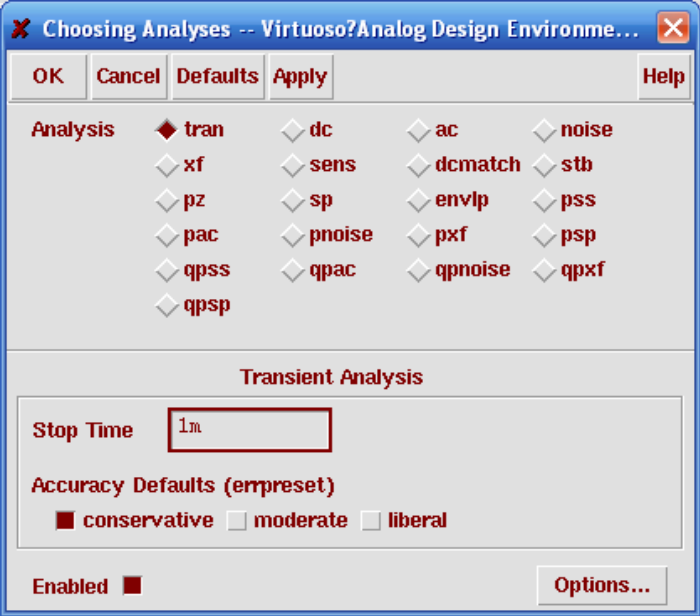 Choosing Analyses -- Virtuoso?Analog Design Environme...
OK Cancel Defaults Apply Help
Analysis tran dc ac noise
xf sens dcmatch stb
pz sp envlp pss
pac pnoise pxf psp
qpss qpac qpnoise qpxf
qpsp
Transient Analysis
Stop Time 1m
Accuracy Defaults (errpreset)
conservative moderate liberal
Enabled Options...